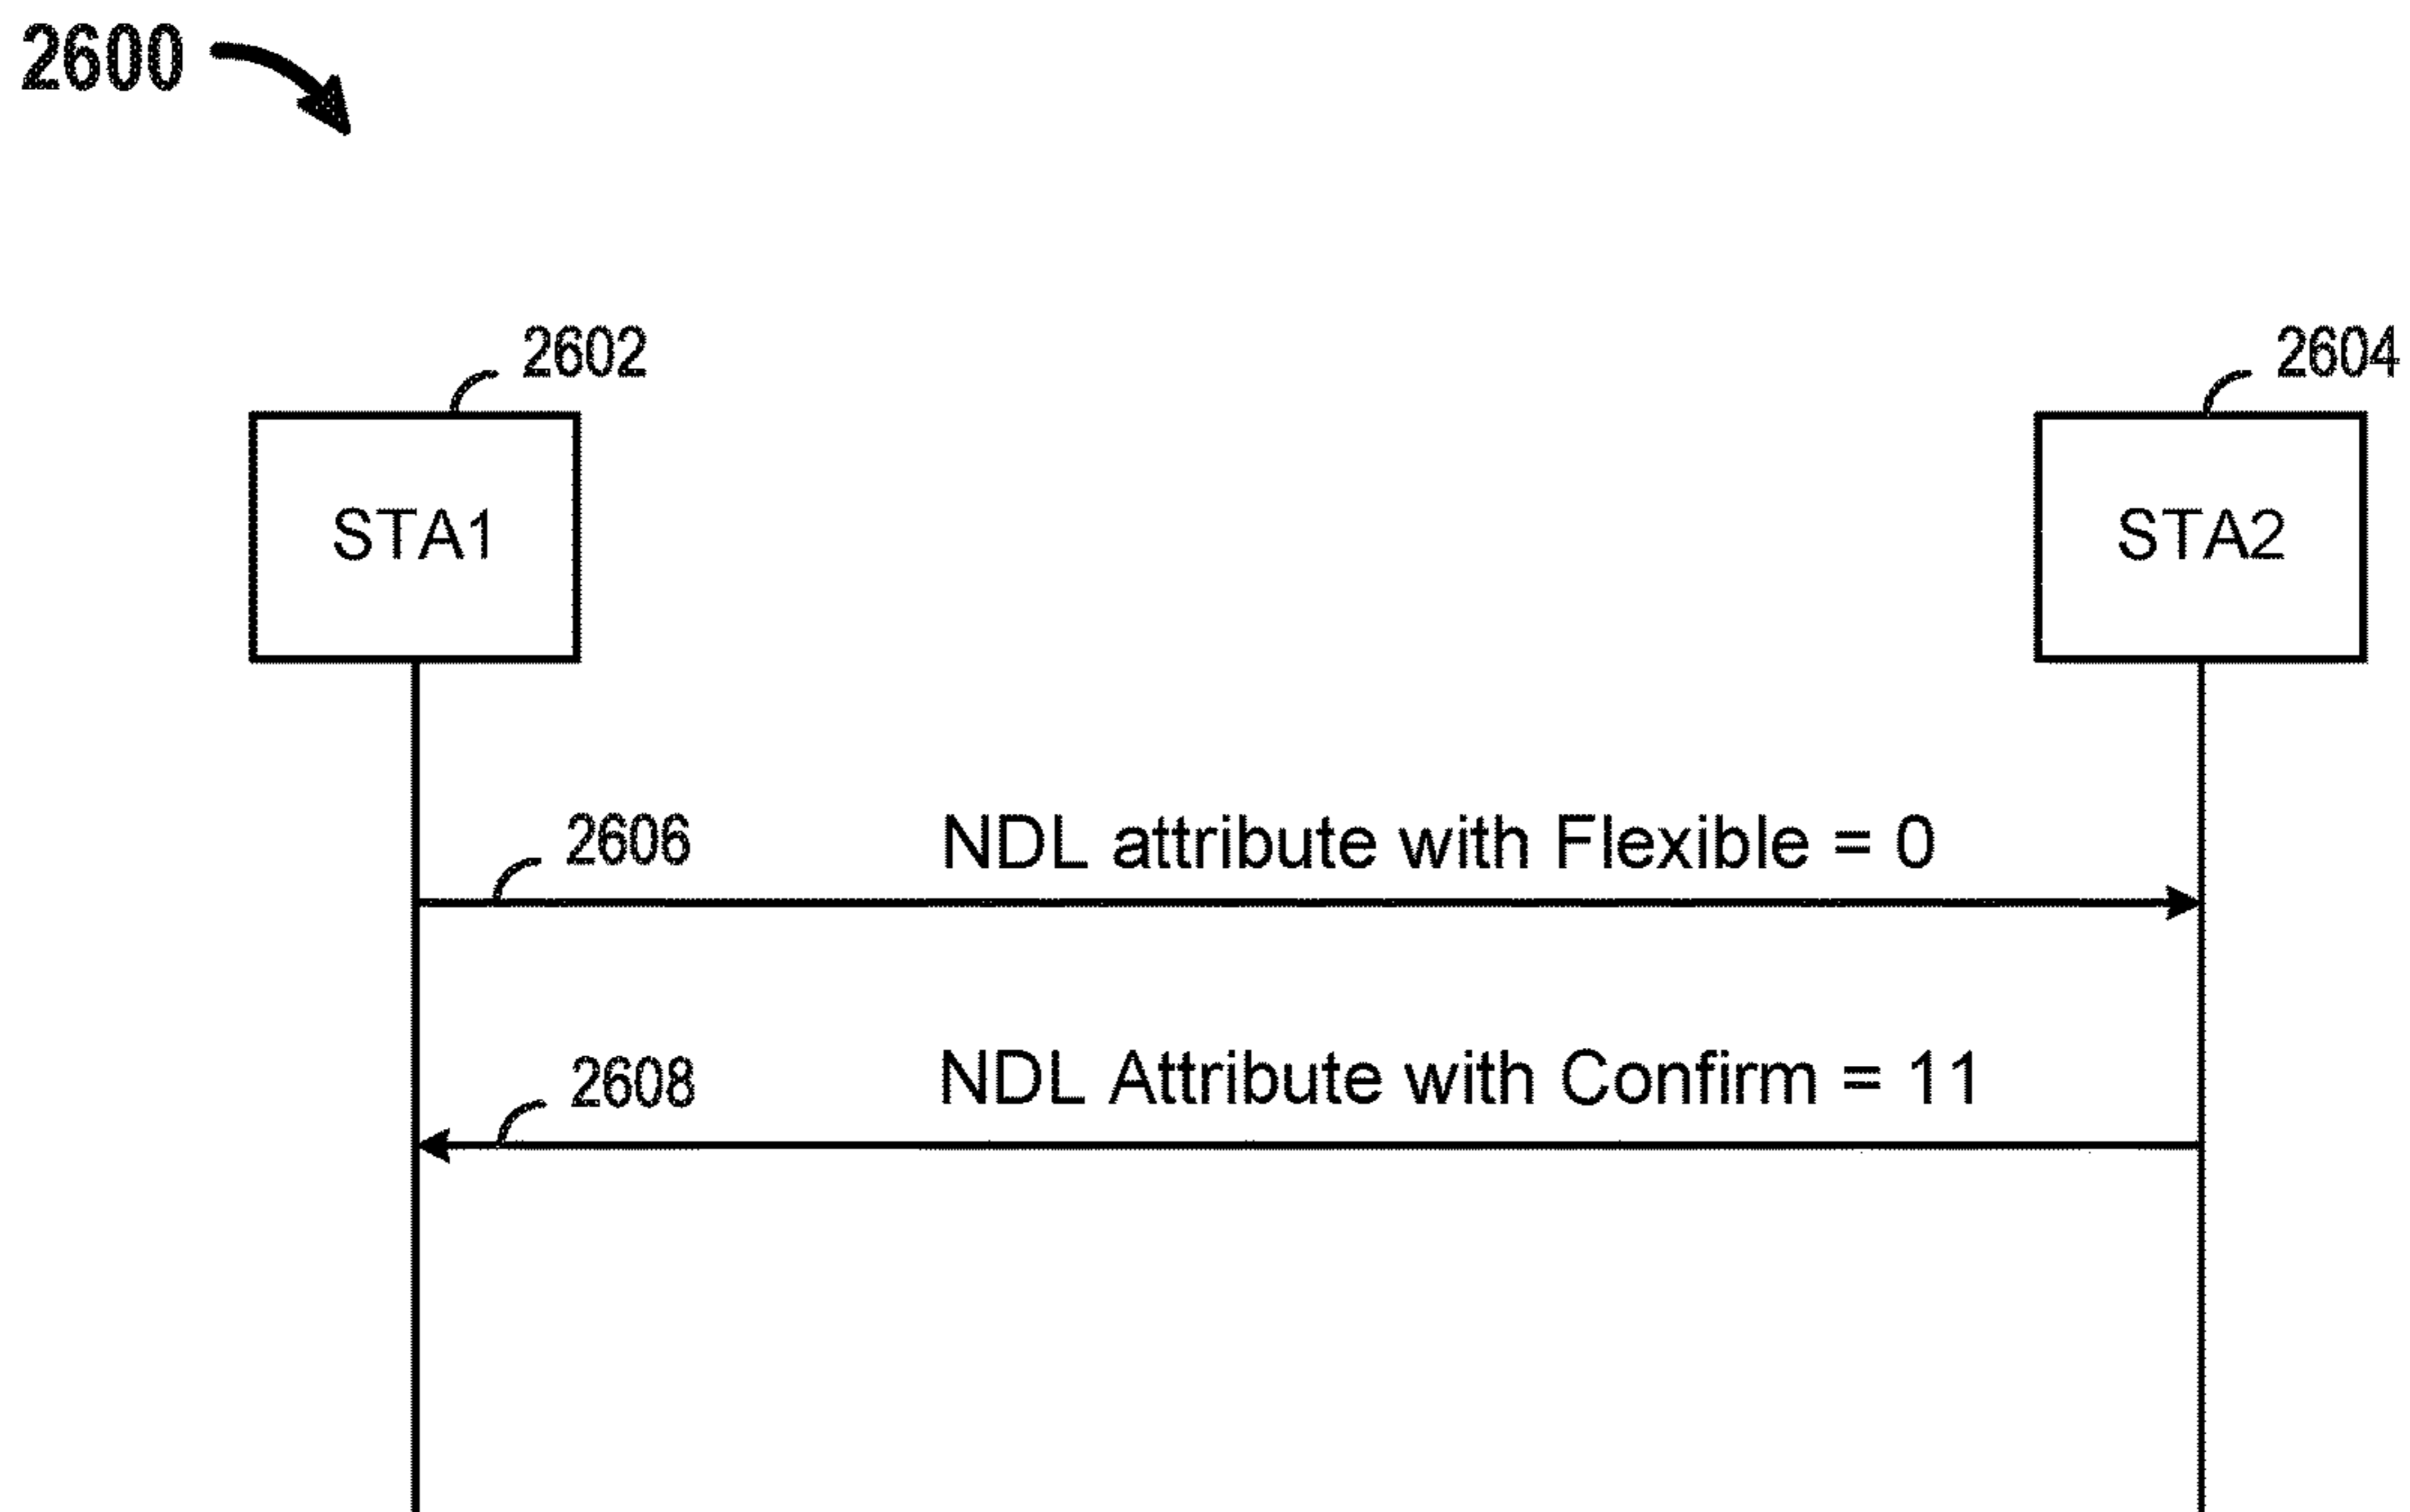 2600
2602
2604
STA1
STA2
2606
NDL attribute with Flexible = 0
2608
NDL Attribute with Confirm = 11